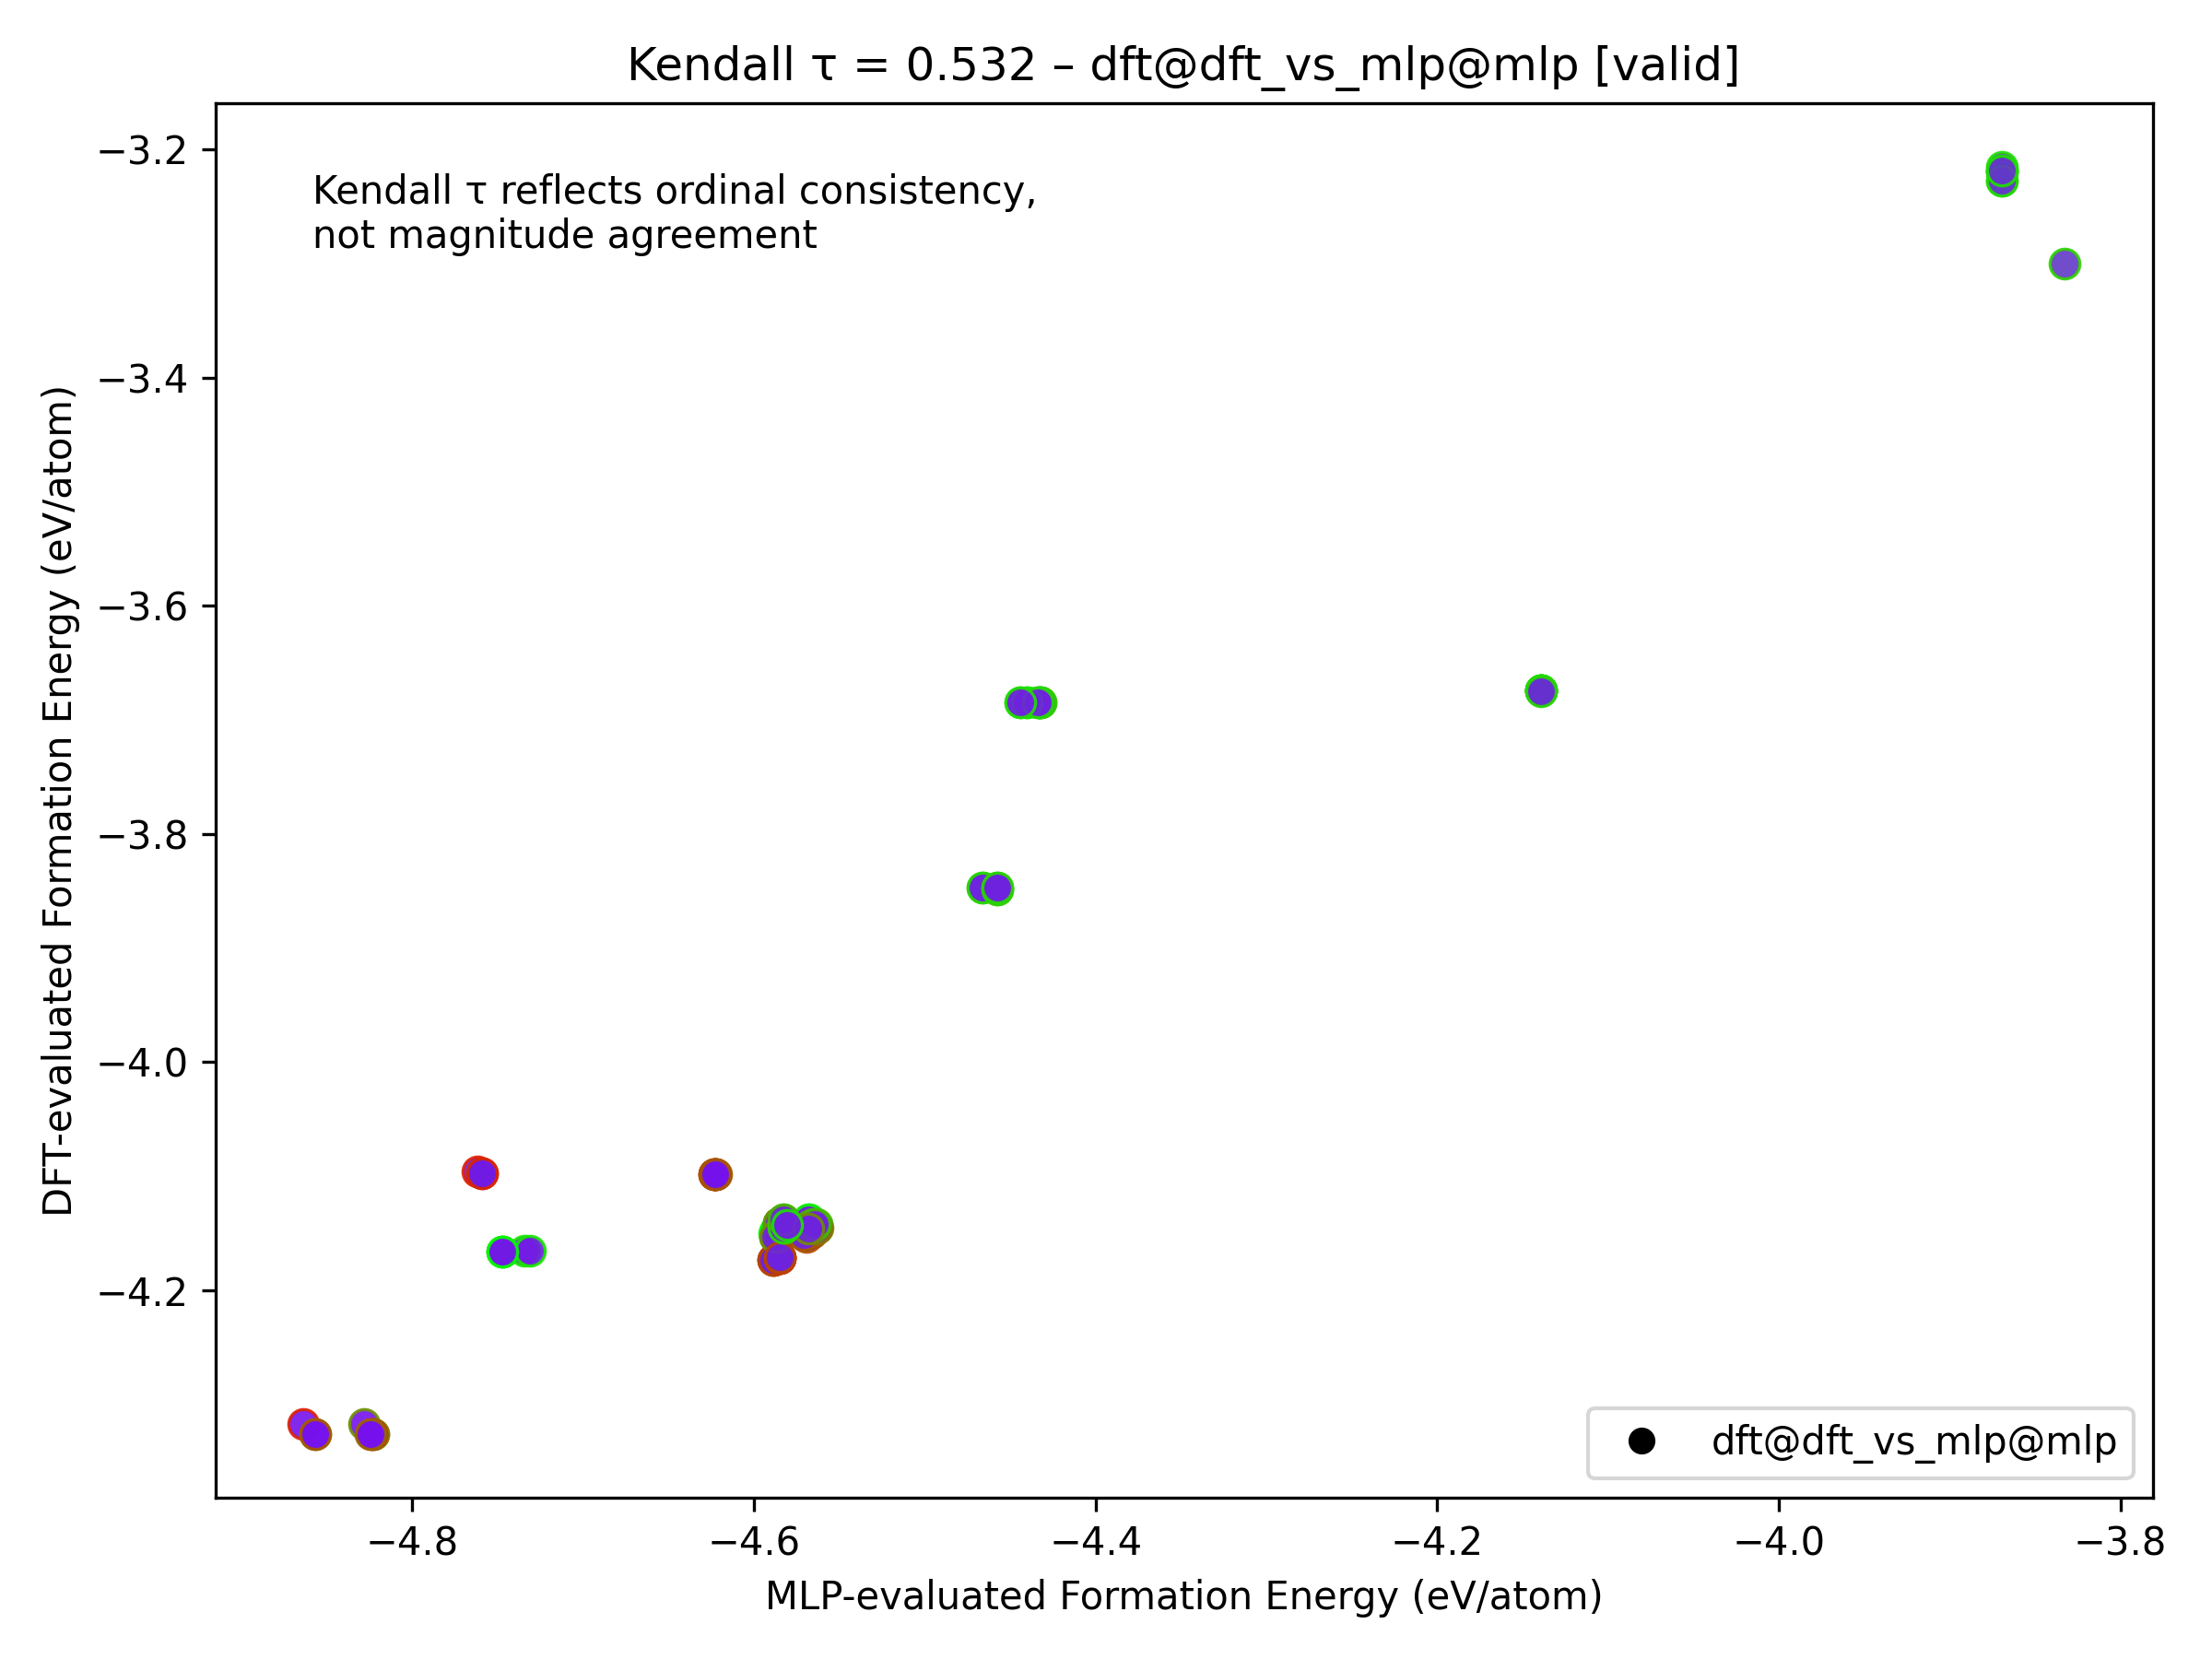 Kendall τ = 0.532 – dft@dft_vs_mlp@mlp [valid]
Kendall τ reflects ordinal consistency,
not magnitude agreement
DFT-evaluated Formation Energy (eV/atom)
−3.2
−3.4
−3.6
−3.8
−4.0
−4.2
dft@dft_vs_mlp@mlp
−4.8 −4.6 −4.4 −4.2 −4.0 −3.8
MLP-evaluated Formation Energy (eV/atom)